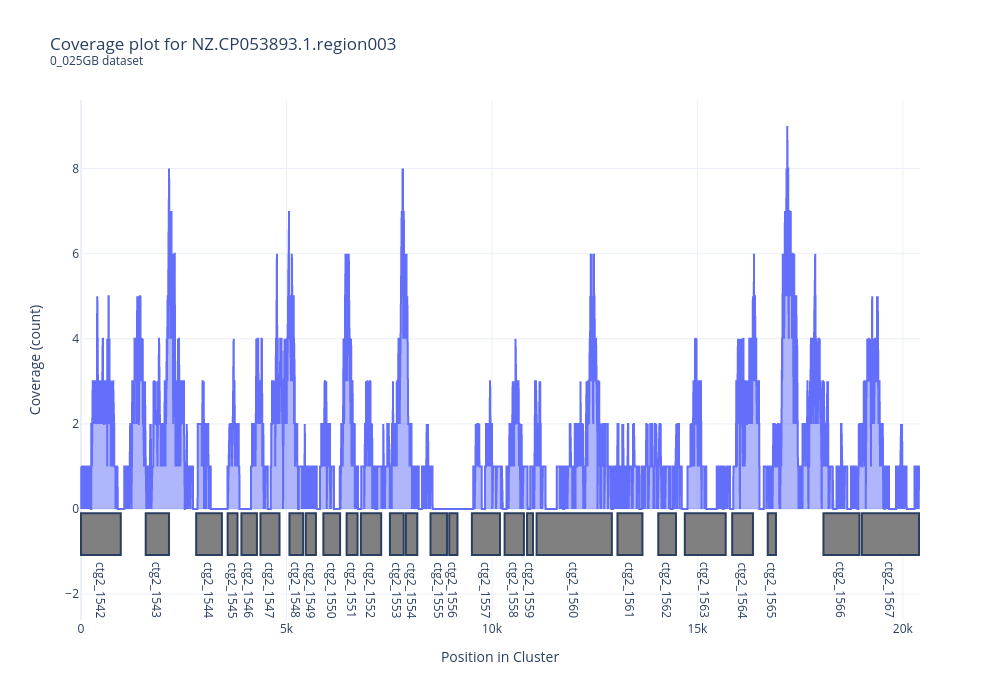 Coverage plot for NZ.CP053893.1.region003
0_025GB dataset
Coverage (count)
8
6
4
2
0
−2
ctg2_1542
ctg2_1543
ctg2_1544
ctg2_1545
ctg2_1546
ctg2_1547
ctg2_1548
ctg2_1549
ctg2_1550
ctg2_1551
ctg2_1552
ctg2_1553
ctg2_1554
ctg2_1555
ctg2_1556
ctg2_1557
ctg2_1558
ctg2_1559
ctg2_1560
ctg2_1561
ctg2_1562
ctg2_1563
ctg2_1564
ctg2_1565
ctg2_1566
ctg2_1567
0
5k
10k
15k
20k
Position in Cluster